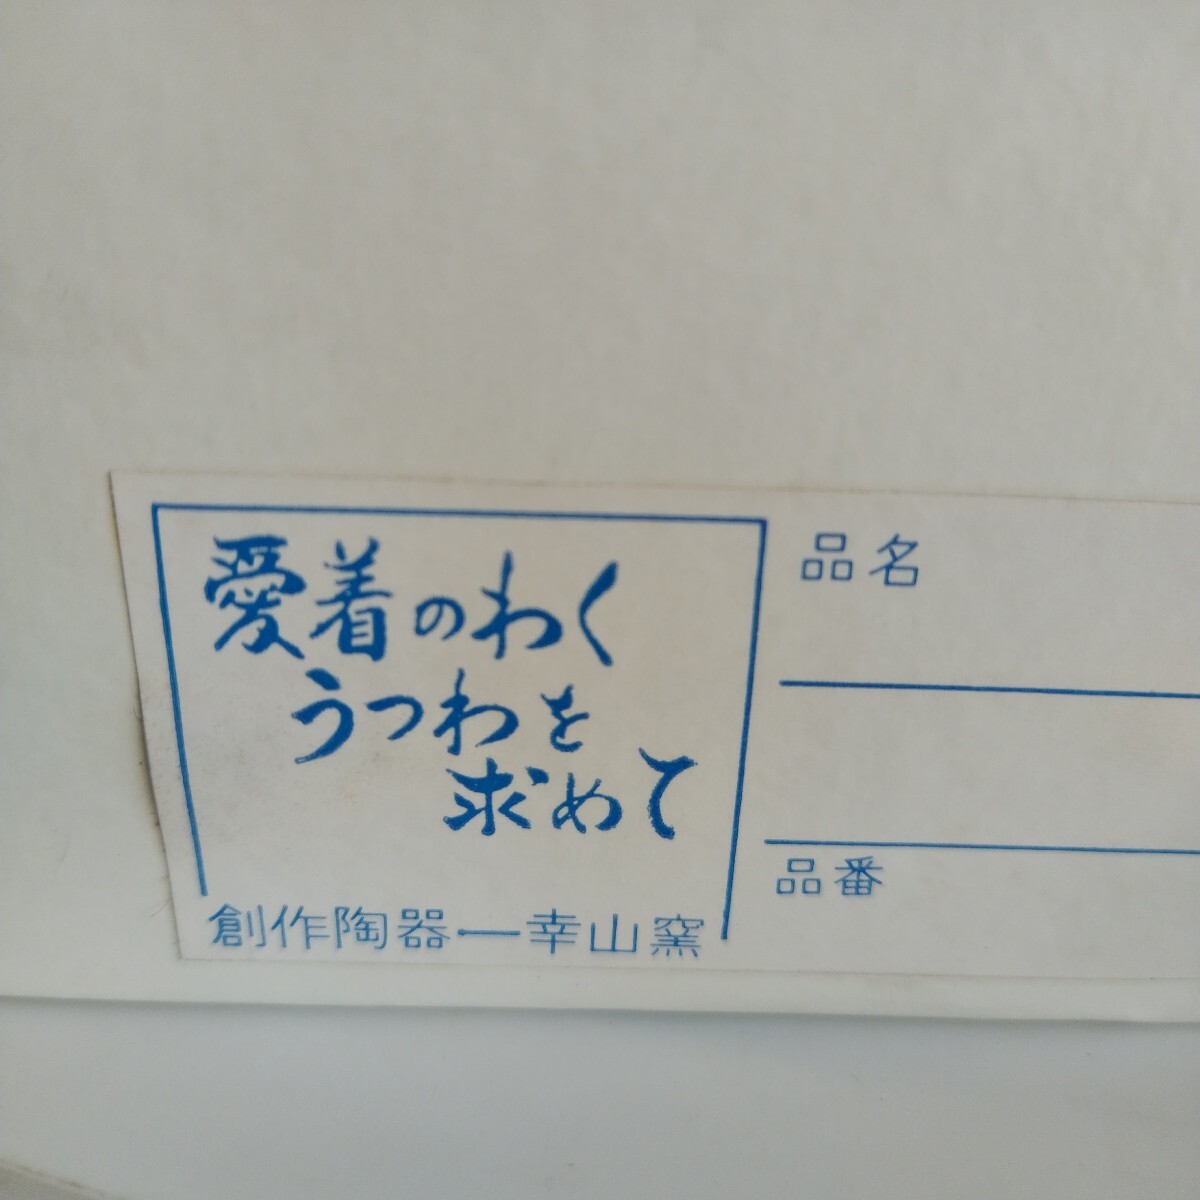 愛着のわく
うつわを
求めて
創作陶器ー幸山窯
品名
品番